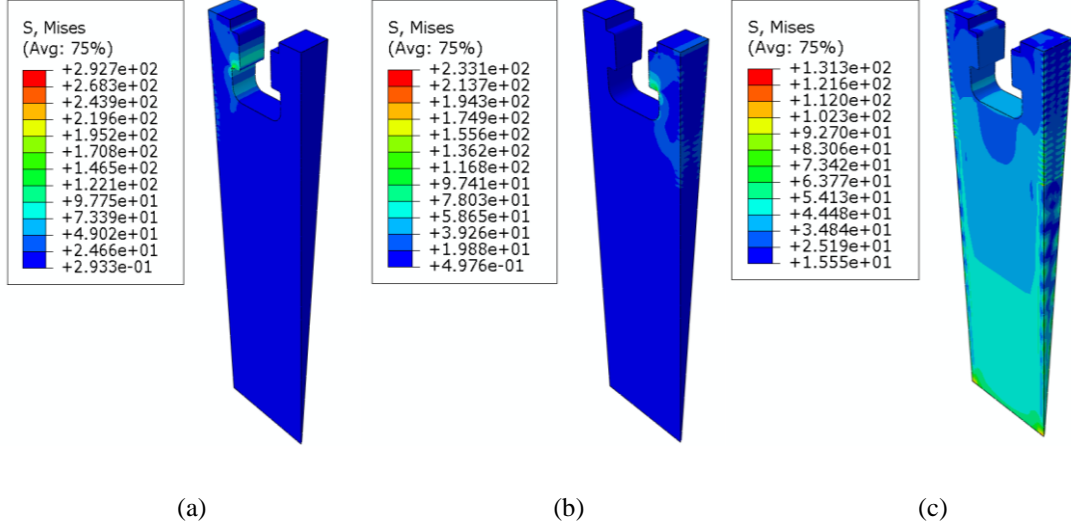 S, Mises
(Avg: 75%)
+2.927e+02
+2.683e+02
+2.439e+02
+2.196e+02
+1.952e+02
+1.708e+02
+1.465e+02
+1.221e+02
+9.775e+01
+7.339e+01
+4.902e+01
+2.466e+01
+2.933e-01
S, Mises
(Avg: 75%)
+2.331e+02
+2.137e+02
+1.943e+02
+1.749e+02
+1.556e+02
+1.362e+02
+1.168e+02
+9.741e+01
+7.803e+01
+5.865e+01
+3.926e+01
+1.988e+01
+4.976e-01
S, Mises
(Avg: 75%)
+1.313e+02
+1.216e+02
+1.120e+02
+1.023e+02
+9.270e+01
+8.306e+01
+7.342e+01
+6.377e+01
+5.413e+01
+4.448e+01
+3.484e+01
+2.519e+01
+1.555e+01
(a)
(b)
(c)